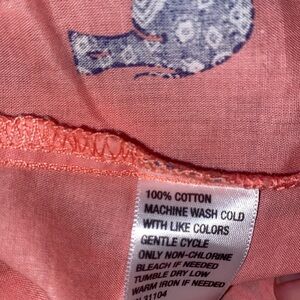 100% COTTON
MACHINE WASH COLD
WITH LIKE COLORS
GENTLE CYCLE
ONLY NON-CHLORINE
BLEACH IF NEEDED
TUMBLE DRY LOW
WARM IRON IF NEEDED
31104